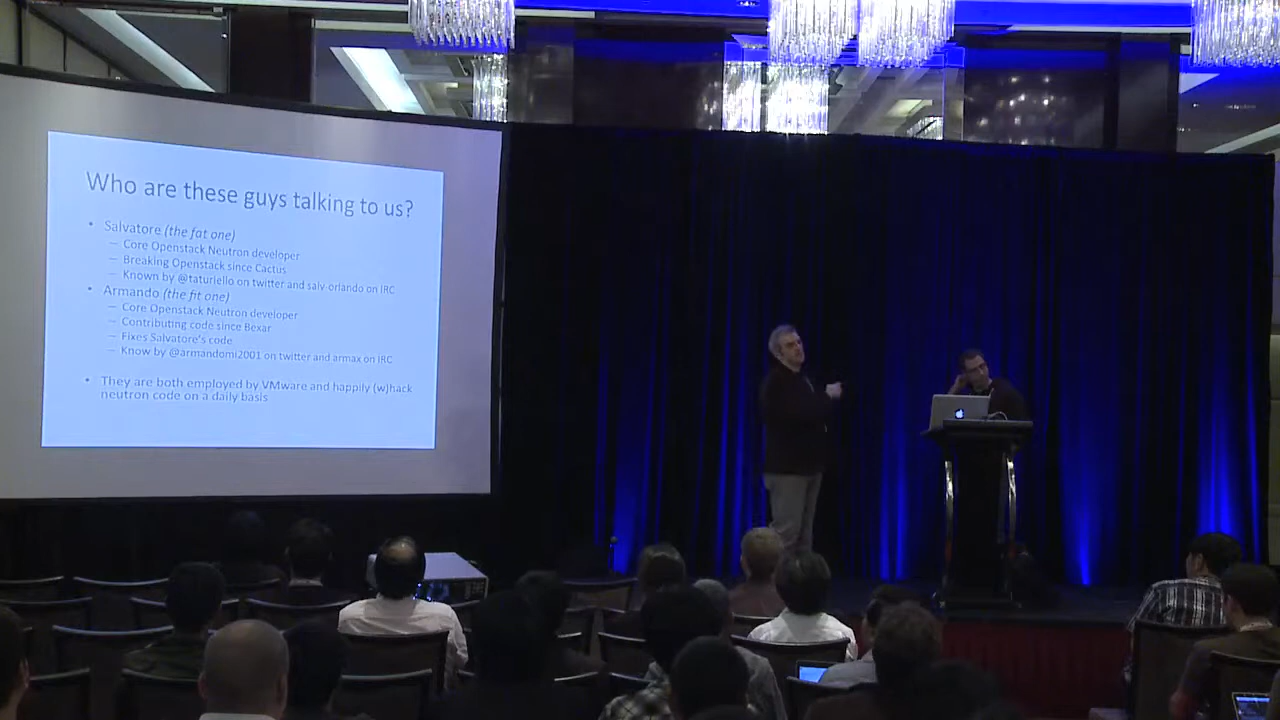 Who are these guys talking to us?
• Salvatore (the fat one)
– Core Openstack Neutron developer
– Breaking Openstack since Cactus
– Known by @taturiello on twitter and salv-orlando on IRC
• Armando (the fit one)
– Core Openstack Neutron developer
– Contributing code since Bexar
– Fixes Salvatore's code
– Know by @armandomi2001 on twitter and armax on IRC
• They are both employed by VMware and happily (w)hack
neutron code on a daily basis